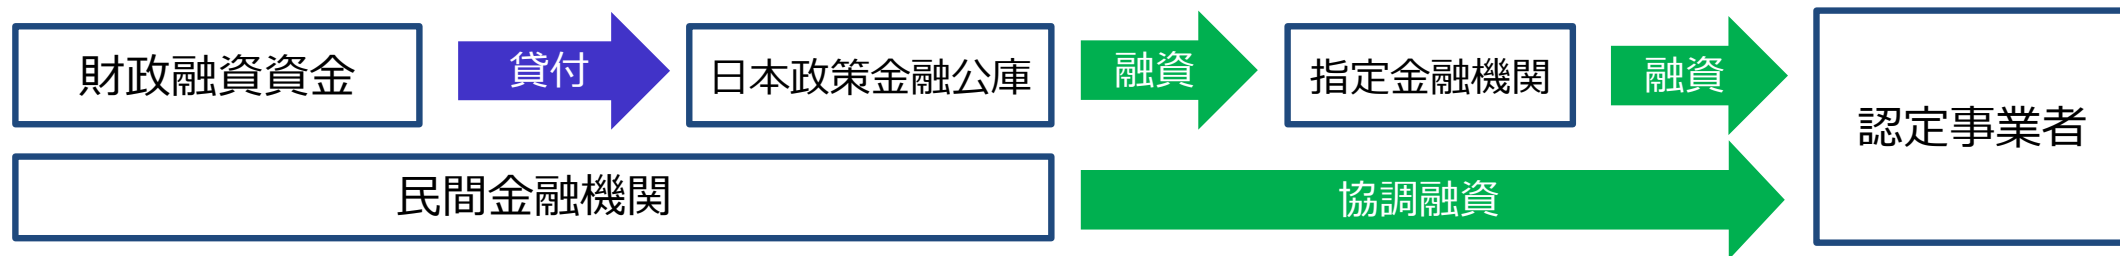 財政融資資金
貸付
日本政策金融公庫
融資
指定金融機関
融資
認定事業者
民間金融機関
協調融資